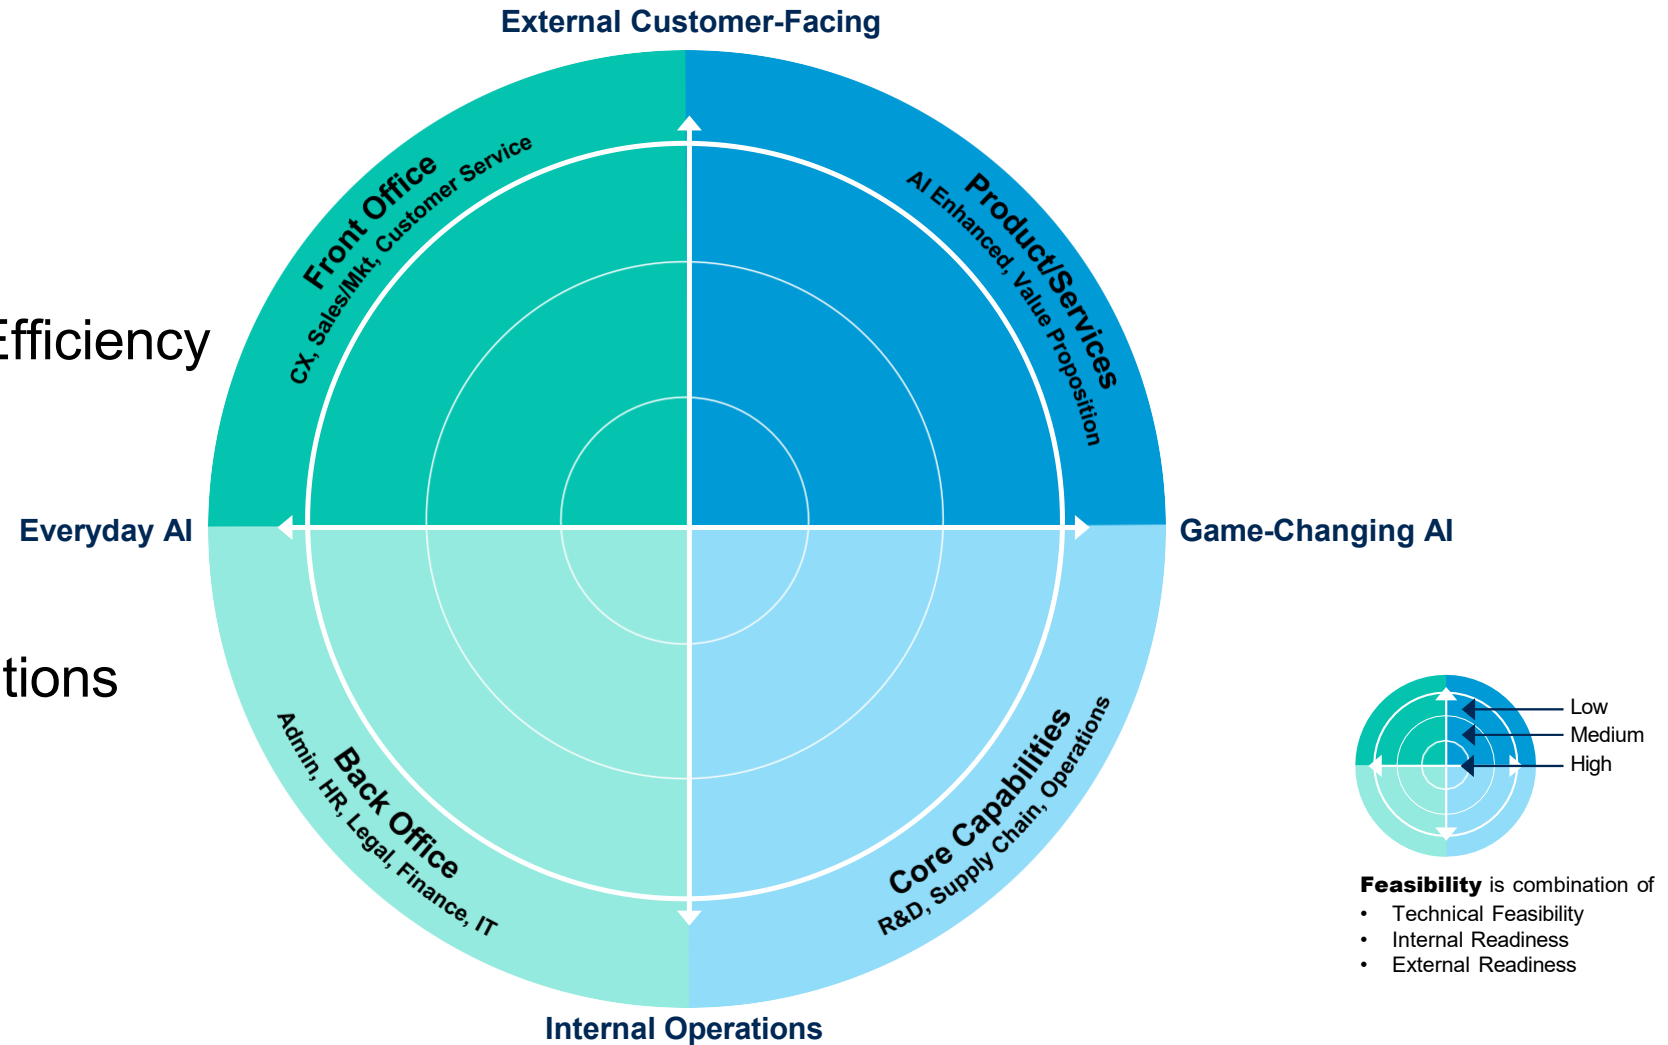 External Customer-Facing
Front Office
CX, Sales/Mkt, Customer Service
Product/Services
AI Enhanced, Value Proposition
Efficiency
Everyday AI
Game-Changing AI
tions
Back Office
Admin, HR, Legal, Finance, IT
Core Capabilities
R&D, Supply Chain, Operations
Internal Operations
Low
Medium
High
Feasibility is combination of
• Technical Feasibility
• Internal Readiness
• External Readiness